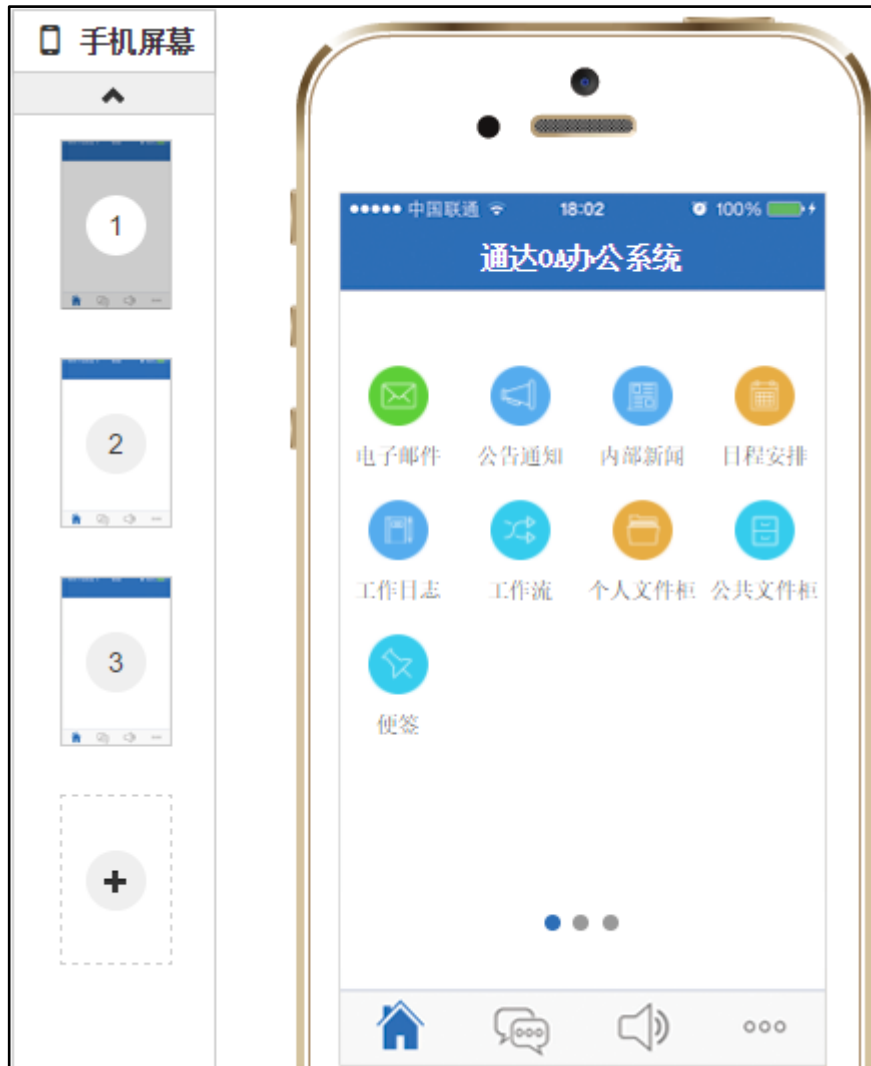 手机屏幕
1
2
3
中国联通 18:02 100%
通达OA办公系统
电子邮件 公告通知 内部新闻 日程安排
工作日志 工作流 个人文件柜 公共文件柜
便签